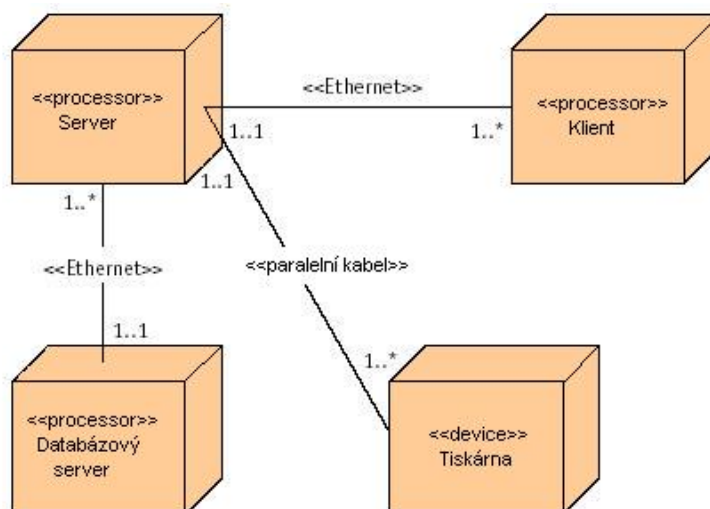 <<processor>>
Server
<<Ethernet>>
1..1
1..*
<<processor>>
Klient
1..1
1..*
<<Ethernet>>
<<paralelní kabel>>
1..1
1..*
<<processor>>
Databázový
server
<<device>>
Tiskárna